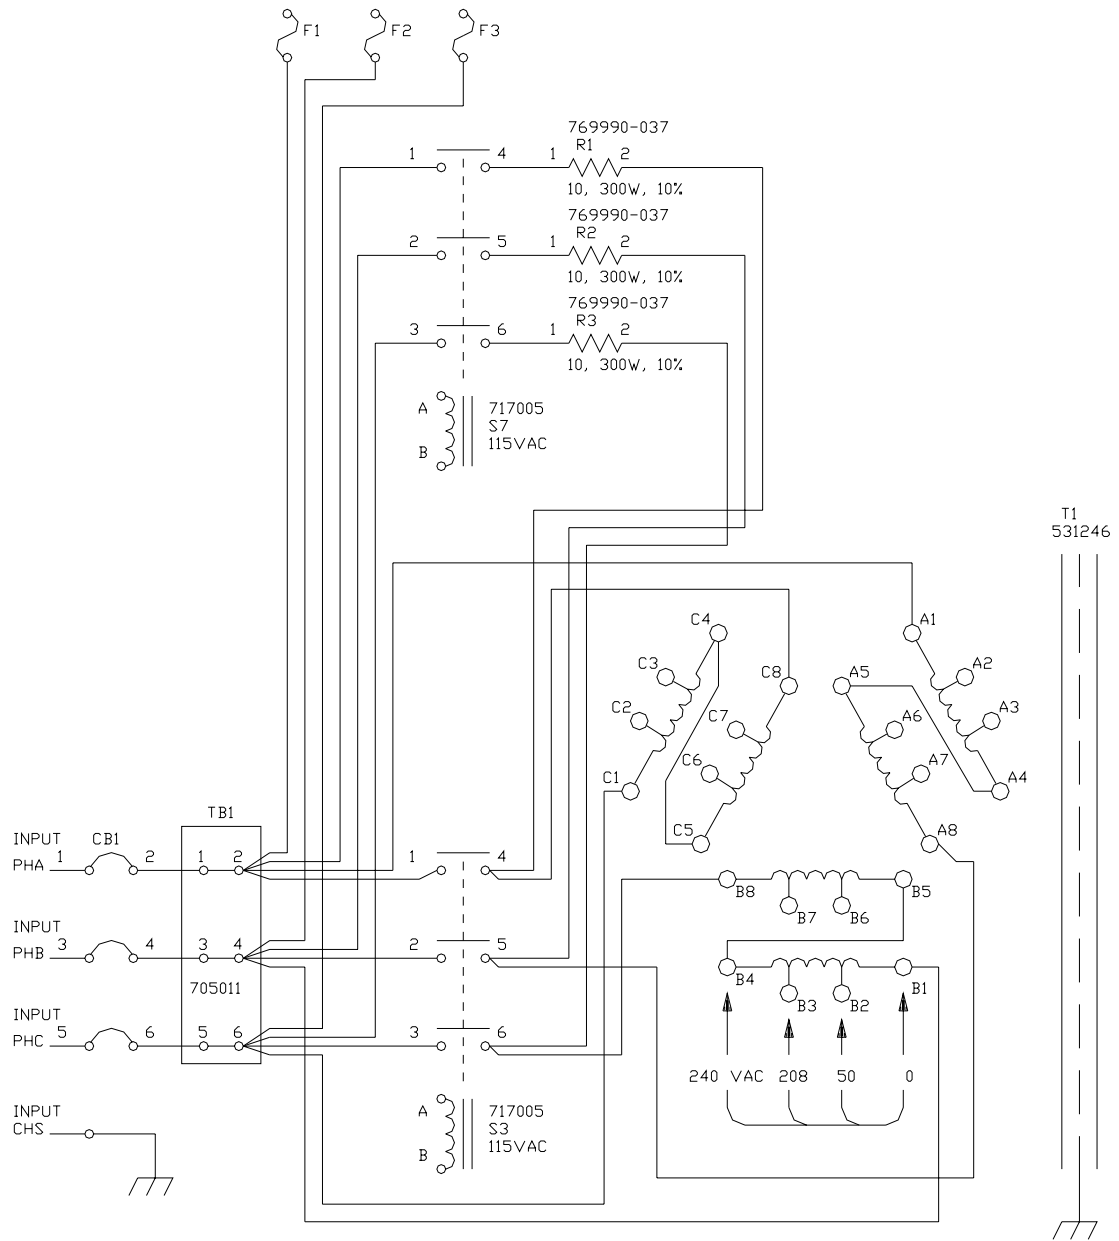 F1 F2 F3
769990-037
1 4 1 R1 2
10, 300W, 10%
769990-037
2 5 1 R2 2
10, 300W, 10%
769990-037
3 6 1 R3 2
10, 300W, 10%
A 717005
S7
B 115VAC
T1
531246
C4 A1
C3 C8 A5 A2
C2 C7 A6 A3
C1 C6 A7 A4
C5 A8
TB1
INPUT CB1
PHA 1 2 1 2 1 4
B8 B5
B7 B6
INPUT
PHB 3 4 3 4 2 5
B4 B1
705011
B3 B2
INPUT
PHC 5 6 5 6 3 6
240 VAC 208 50 0
INPUT
CHS
A 717005
S3
B 115VAC